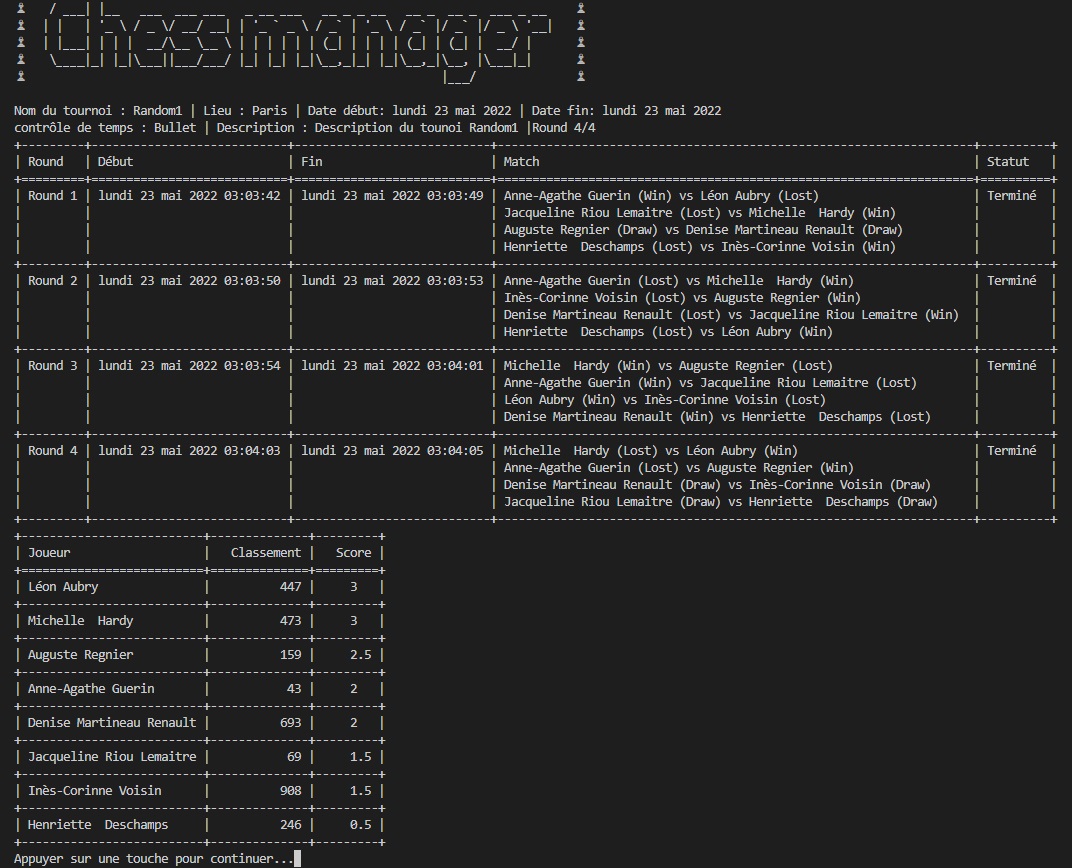 Chess manager
Nom du tournoi : Random1 | Lieu : Paris | Date début: lundi 23 mai 2022 | Date fin: lundi 23 mai 2022
contrôle de temps : Bullet | Description : Description du tounoi Random1 |Round 4/4
| Round | Début | Fin | Match | Statut |
| Round 1 | lundi 23 mai 2022 03:03:42 | lundi 23 mai 2022 03:03:49 | Anne-Agathe Guerin (Win) vs Léon Aubry (Lost) | Terminé |
Jacqueline Riou Lemaitre (Lost) vs Michelle  Hardy (Win)
Auguste Regnier (Draw) vs Denise Martineau Renault (Draw)
Henriette  Deschamps (Lost) vs Inès-Corinne Voisin (Win)
| Round 2 | lundi 23 mai 2022 03:03:50 | lundi 23 mai 2022 03:03:53 | Anne-Agathe Guerin (Lost) vs Michelle  Hardy (Win) | Terminé |
Inès-Corinne Voisin (Lost) vs Auguste Regnier (Win)
Denise Martineau Renault (Lost) vs Jacqueline Riou Lemaitre (Win)
Henriette  Deschamps (Lost) vs Léon Aubry (Win)
| Round 3 | lundi 23 mai 2022 03:03:54 | lundi 23 mai 2022 03:04:01 | Michelle  Hardy (Win) vs Auguste Regnier (Lost) | Terminé |
Anne-Agathe Guerin (Win) vs Jacqueline Riou Lemaitre (Lost)
Léon Aubry (Win) vs Inès-Corinne Voisin (Lost)
Denise Martineau Renault (Win) vs Henriette  Deschamps (Lost)
| Round 4 | lundi 23 mai 2022 03:04:03 | lundi 23 mai 2022 03:04:05 | Michelle  Hardy (Lost) vs Léon Aubry (Win) | Terminé |
Anne-Agathe Guerin (Lost) vs Auguste Regnier (Win)
Denise Martineau Renault (Draw) vs Inès-Corinne Voisin (Draw)
Jacqueline Riou Lemaitre (Draw) vs Henriette  Deschamps (Draw)
| Joueur | Classement | Score |
| Léon Aubry | 447 | 3 |
| Michelle  Hardy | 473 | 3 |
| Auguste Regnier | 159 | 2.5 |
| Anne-Agathe Guerin | 43 | 2 |
| Denise Martineau Renault | 693 | 2 |
| Jacqueline Riou Lemaitre | 69 | 1.5 |
| Inès-Corinne Voisin | 908 | 1.5 |
| Henriette  Deschamps | 246 | 0.5 |
Appuyer sur une touche pour continuer...